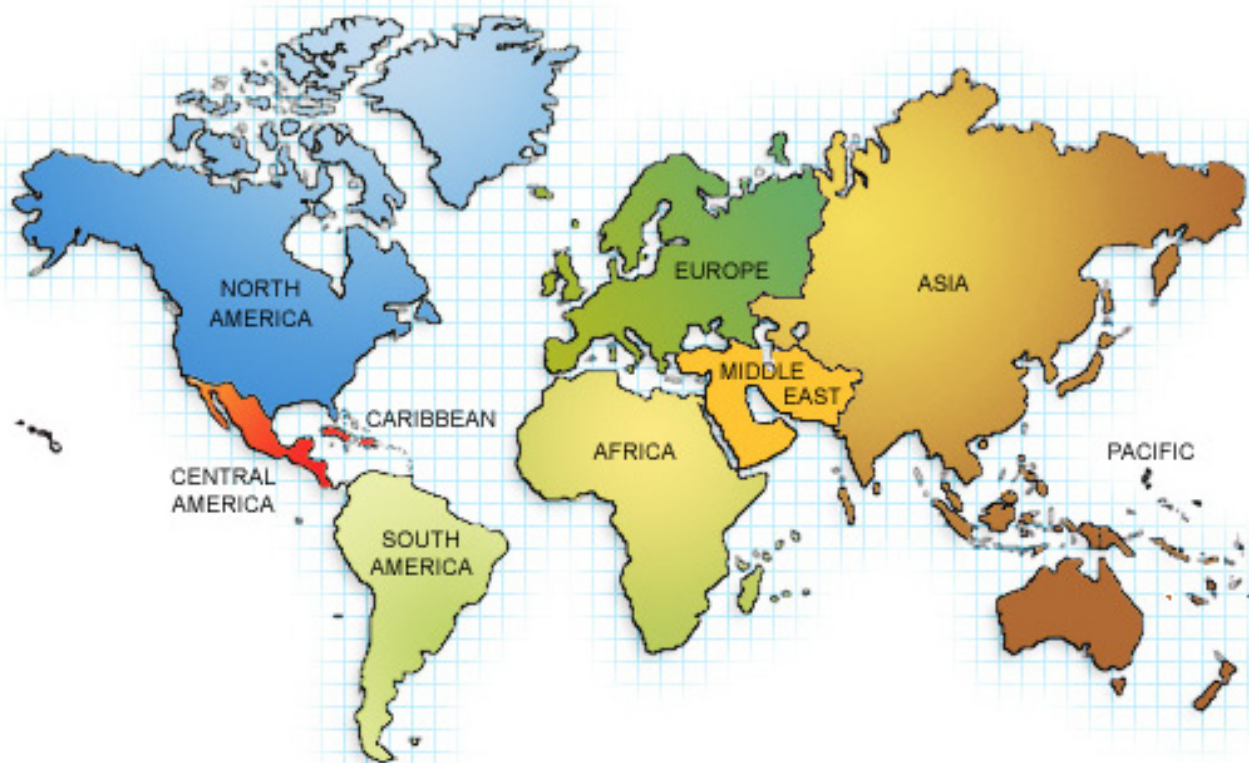 NORTH
AMERICA
EUROPE
ASIA
MIDDLE
EAST
CARIBBEAN
AFRICA
PACIFIC
CENTRAL
AMERICA
SOUTH
AMERICA